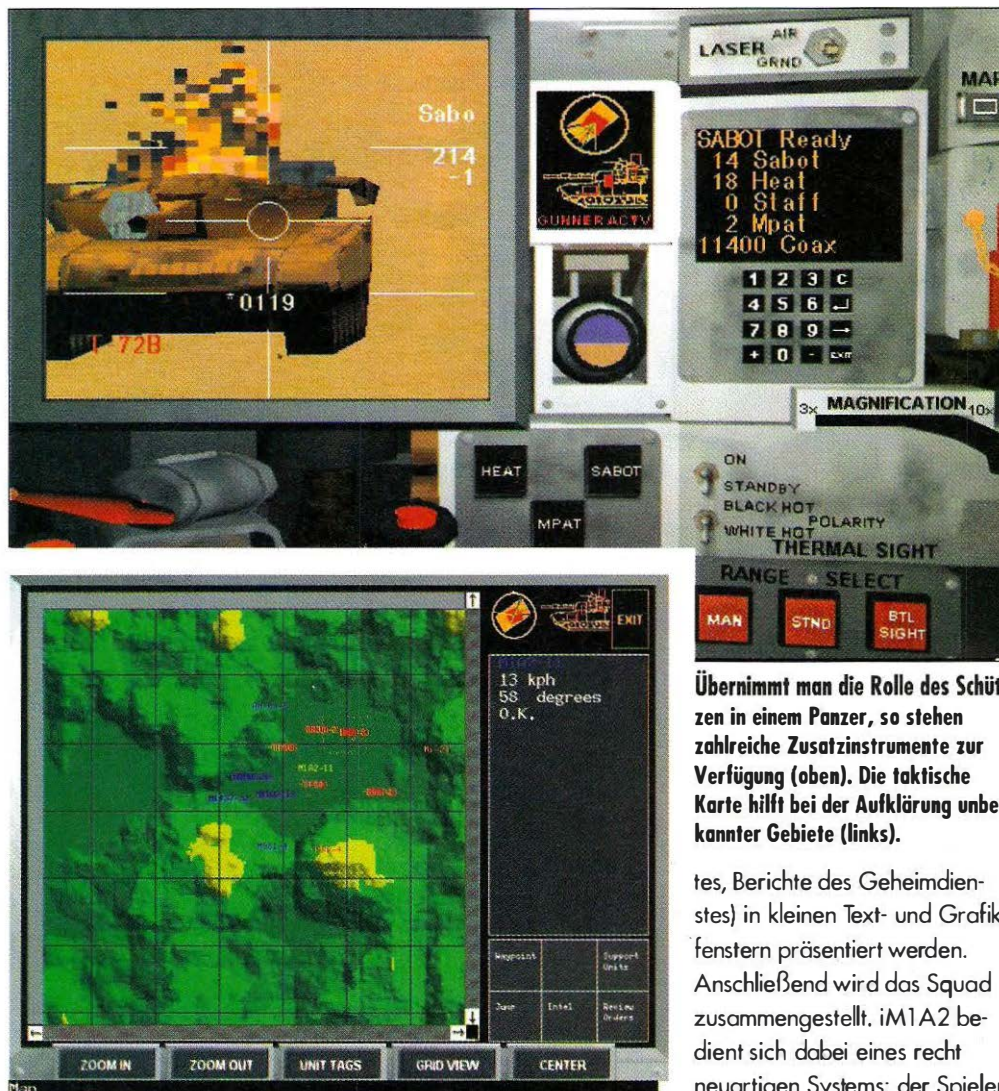 Sabo
214
-1
*0119
T-72B
LASER
AIR
GRND
MAP
GUNNER ACTV
SABOT Ready
14 Sabot
18 Heat
0 Staff
2 Mpat
11400 Coax
1 2 3 C
4 5 6
7 8 9
+ 0 - EXIT
3x MAGNIFICATION 10x
HEAT
SABOT
MPAT
ON
STANDBY
BLACK HOT
POLARITY
WHITE HOT
THERMAL SIGHT
RANGE SELECT
MAN
STND
BTL SIGHT
EXIT
M1A2-11
13 kph
58 degrees
O.K.
M1A2-11
Waypoint
Support
Units
Jump
Intel
Review
Orders
ZOOM IN
ZOOM OUT
UNIT TAGS
GRID VIEW
CENTER
Map
Übernimmt man die Rolle des Schüt
zen in einem Panzer, so stehen
zahlreiche Zusatzinstrumente zur
Verfügung (oben). Die taktische
Karte hilft bei der Aufklärung unbe
kannter Gebiete (links).
tes, Berichte des Geheimdien-
stes) in kleinen Text- und Grafik
fenstern präsentiert werden.
Anschließend wird das Squad
zusammengestellt. iM1A2 be-
dient sich dabei eines recht
neuartigen Systems: der Spieler